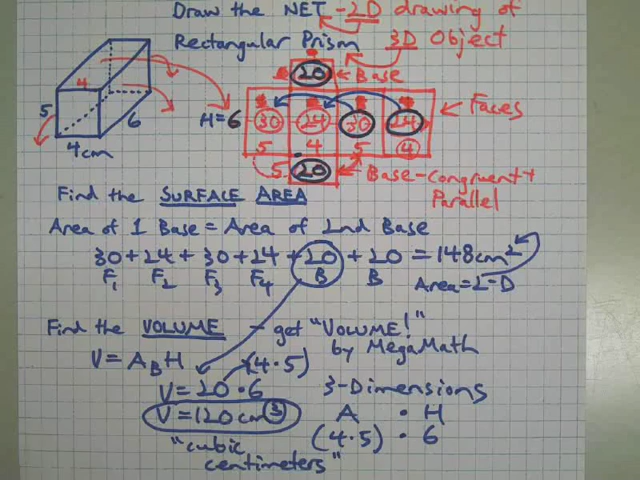 Draw the NET - 2D drawing of
Rectangular Prism 3D Object
20 Base
4
5
6
4cm
H=6 30 24 30 24 Faces
5 4 5 4
5 20 Base-congruent +
Parallel
Find the SURFACE AREA
Area of 1 Base = Area of 2nd Base
30 + 24 + 30 + 24 + 20 + 20 = 148cm²
F₁ F₂ F₃ F₄ B B Area = 2-D
Find the VOLUME - get "VOLUME!"
by MegaMath
V = A_B H
(4·5)
V = 20 · 6
3-Dimensions
V = 120 cm³
A · H
(4·5) · 6
"cubic
centimeters"